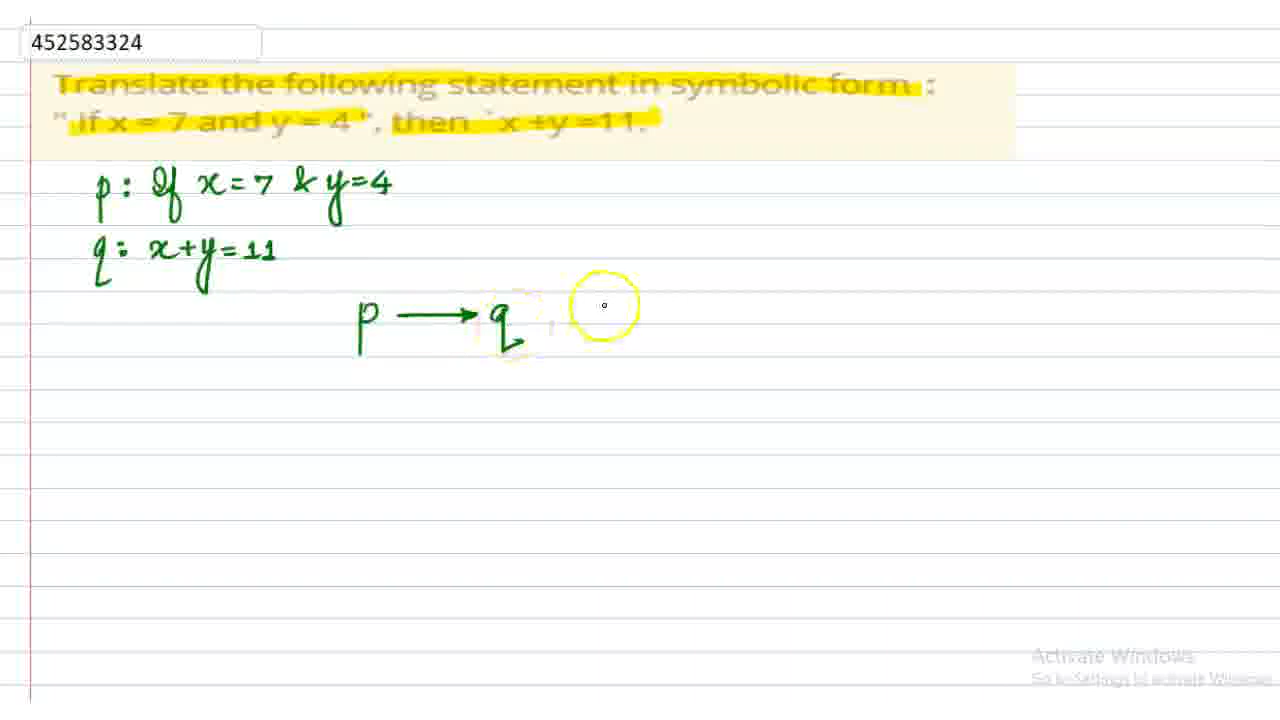 452583324
Translate the following statement in symbolic form :
" If x = 7 and y = 4 ", then ` x +y =11.
p: If x = 7 & y=4
q: x+y=11
p → q
Activate Windows
Go to Settings to activate Windows.